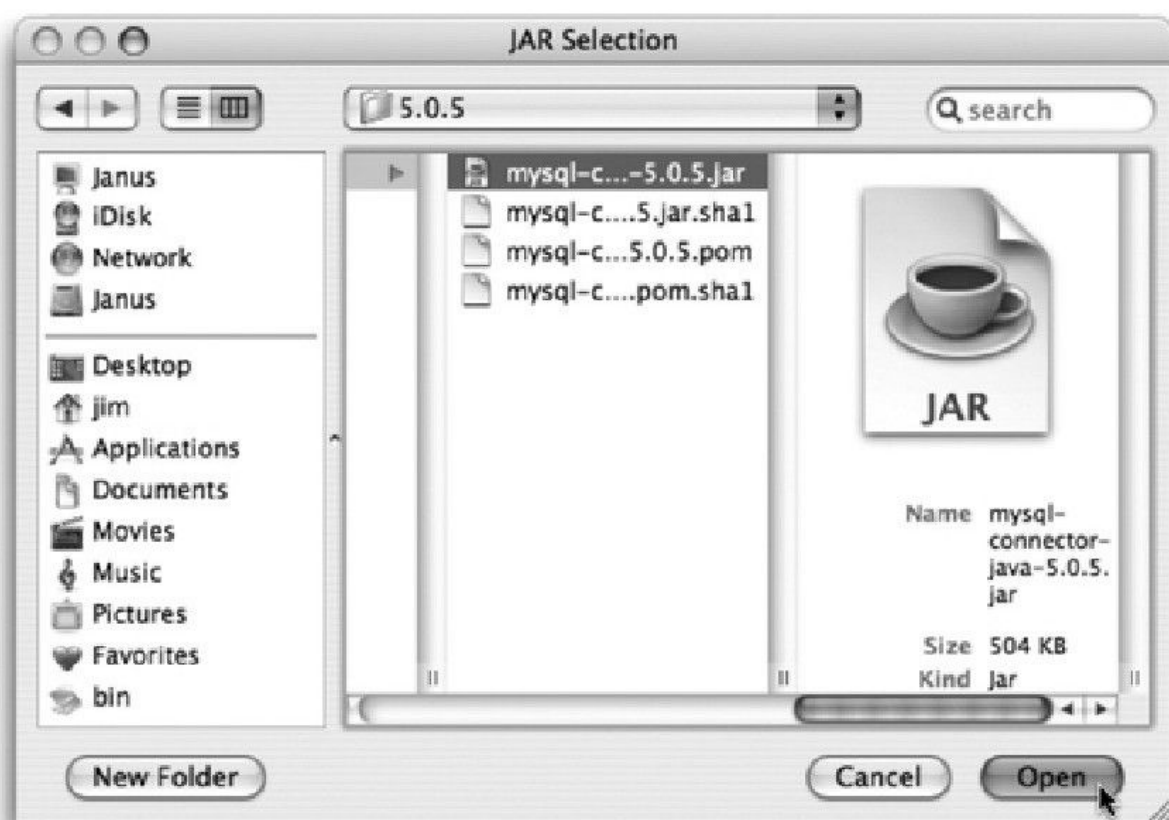 JAR Selection
5.0.5
search
Janus
iDisk
Network
Janus
Desktop
jim
Applications
Documents
Movies
Music
Pictures
Favorites
bin
mysql-c...-5.0.5.jar
mysql-c....5.jar.sha1
mysql-c...5.0.5.pom
mysql-c....pom.sha1
JAR
Name mysql-
connector-
java-5.0.5.
jar
Size 504 KB
Kind Jar
New Folder
Cancel
Open